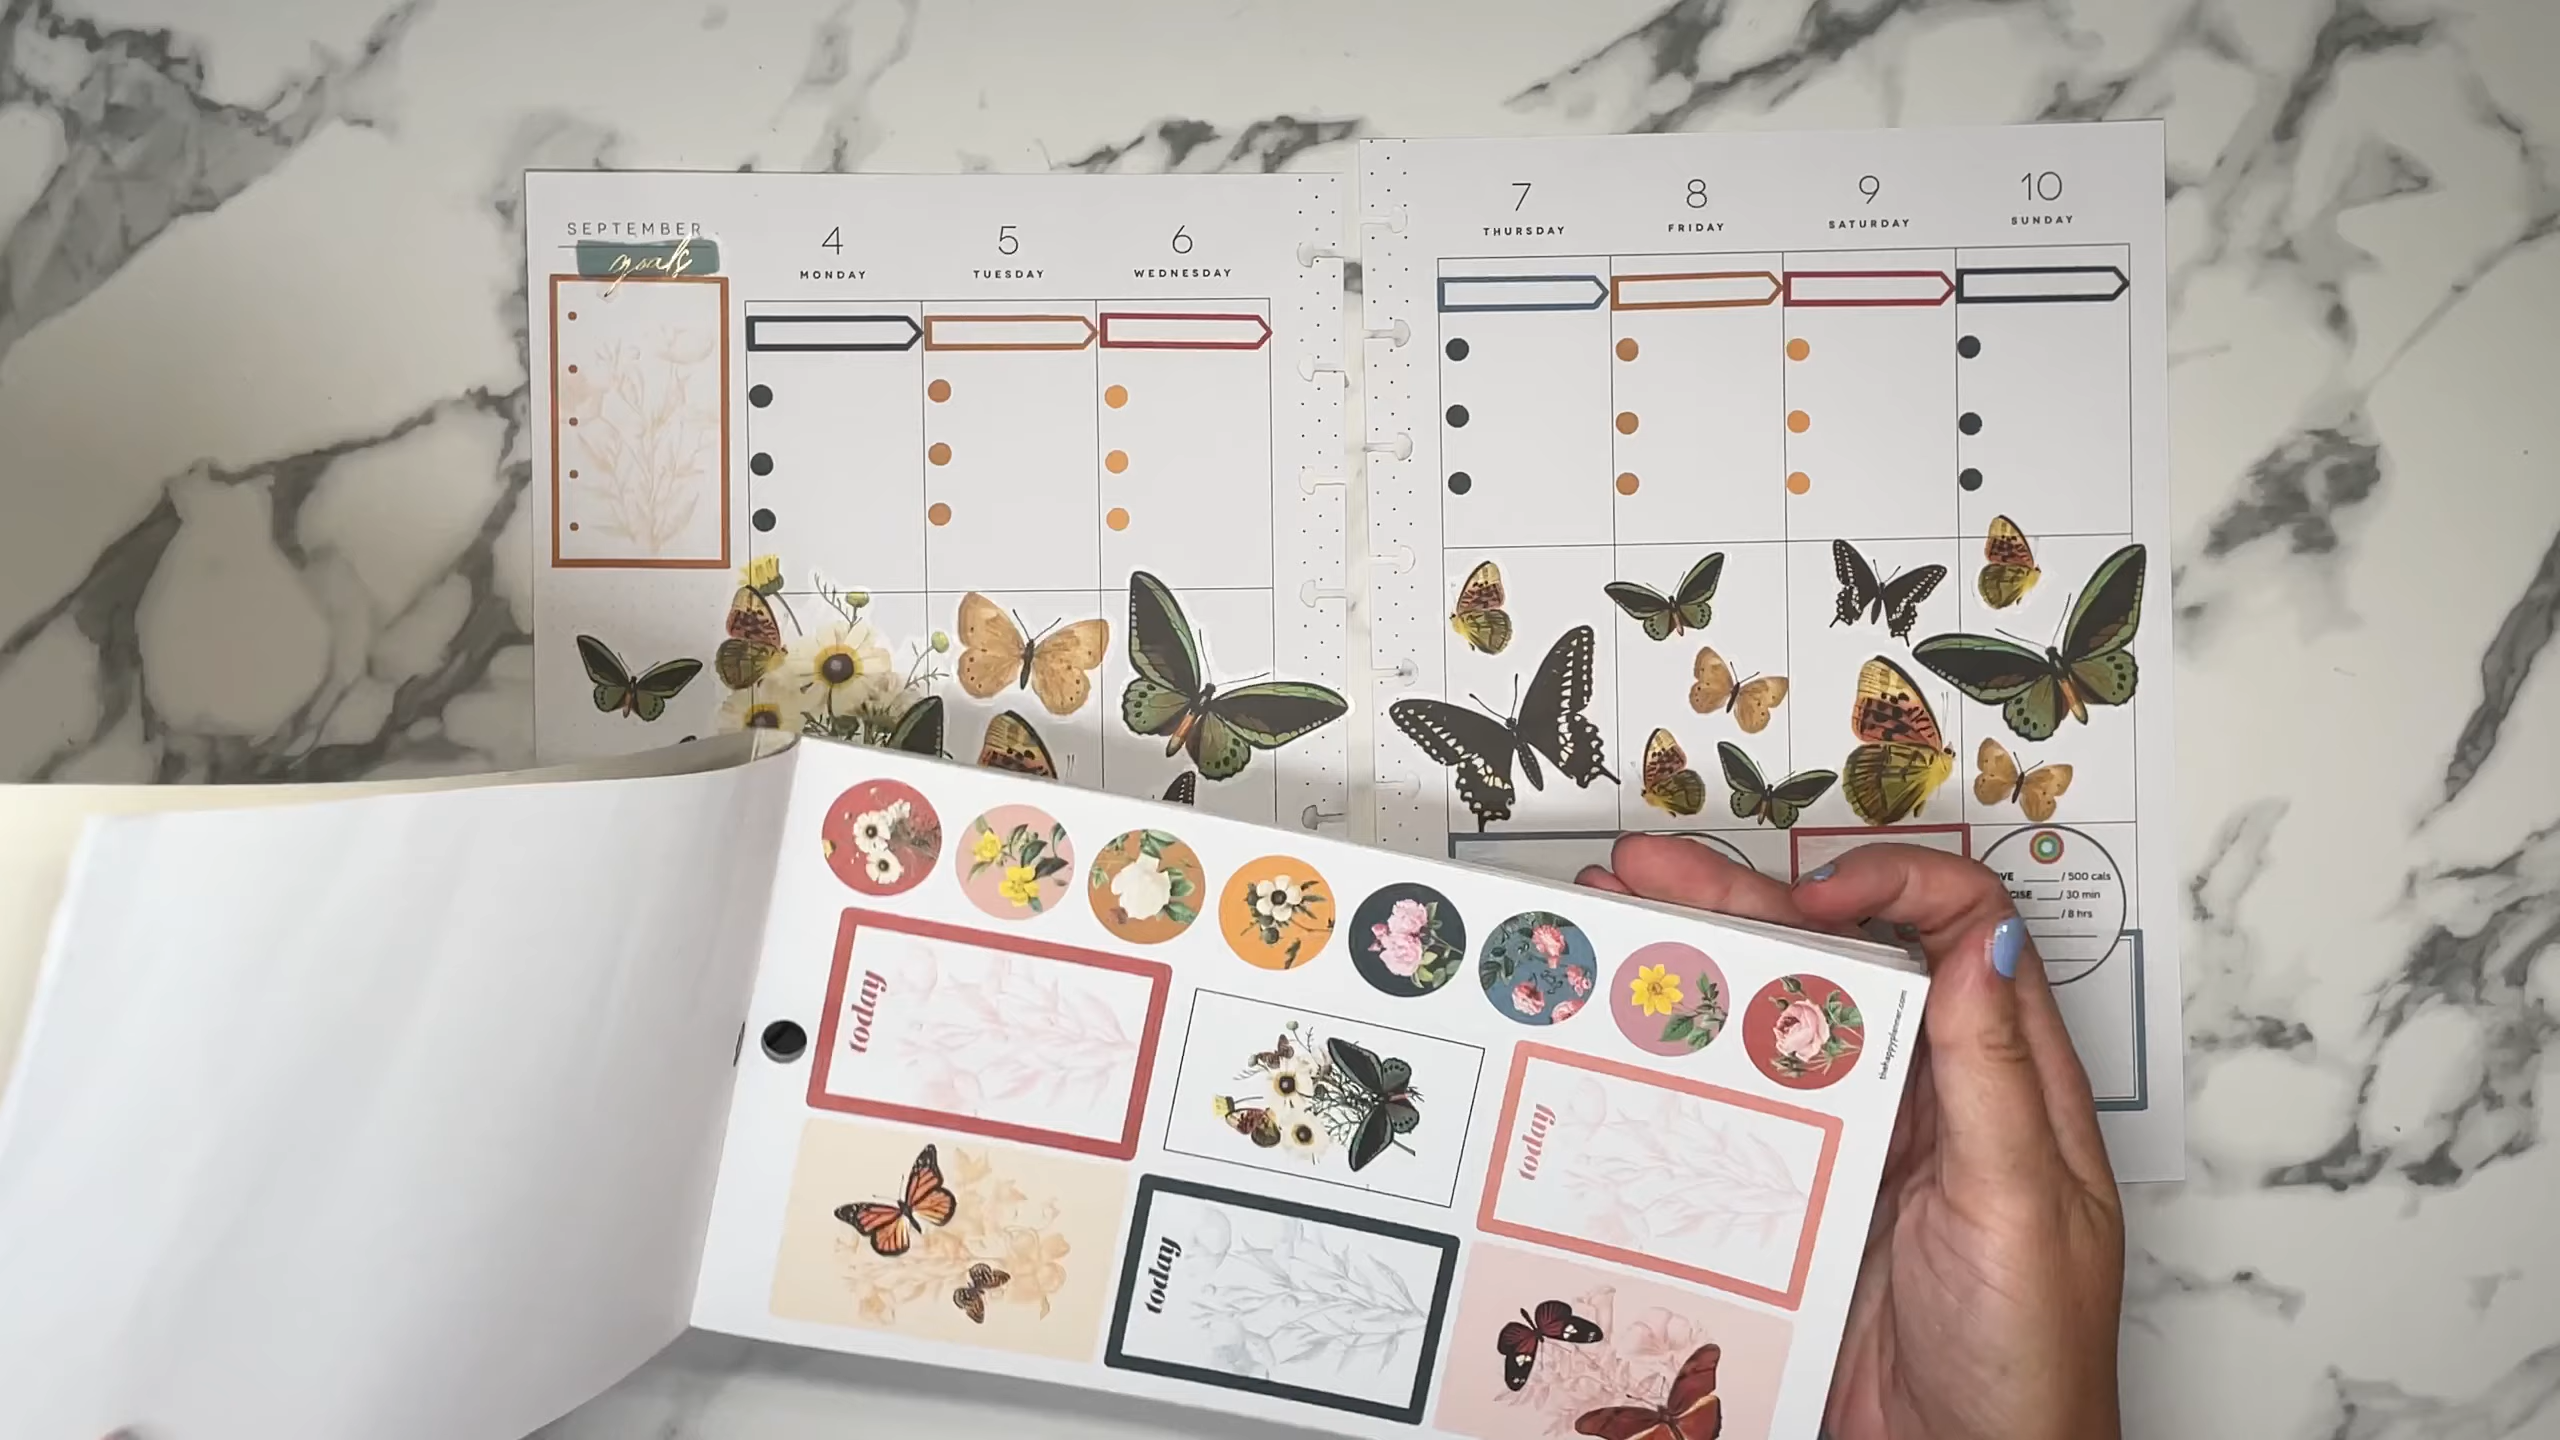 SEPTEMBER
goals
4
MONDAY
5
TUESDAY
6
WEDNESDAY
7
THURSDAY
8
FRIDAY
9
SATURDAY
10
SUNDAY
/ 500 cals
/ 30 min
/ 8 hrs
today
today
today
thehappyplanner.com